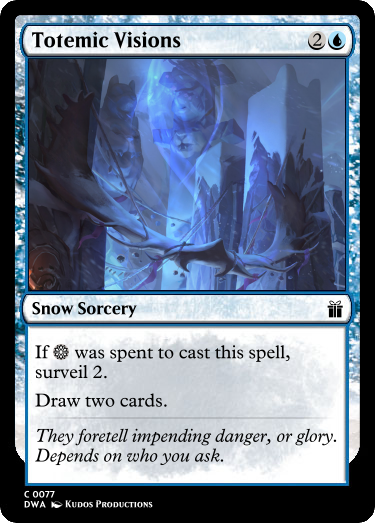 Totemic Visions 2
Snow Sorcery
If was spent to cast this spell,
surveil 2.
Draw two cards.
They foretell impending danger, or glory.
Depends on who you ask.
C 0077
DWA Kudos Productions